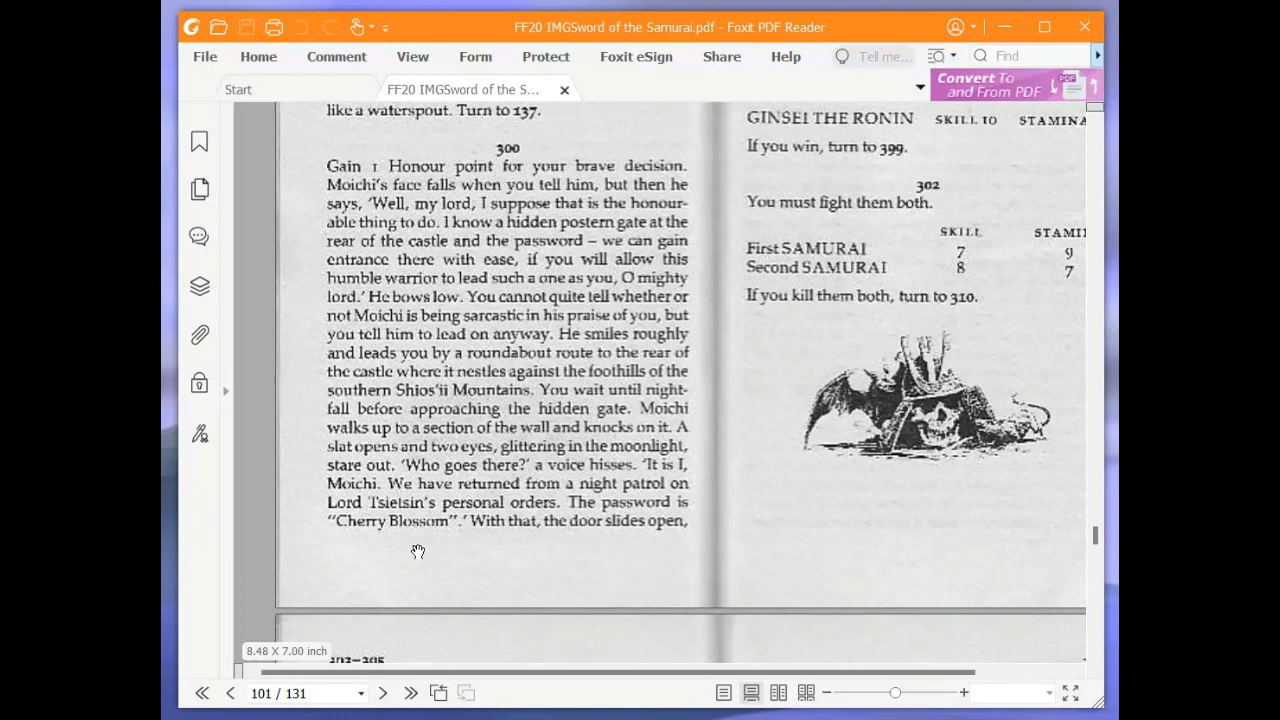 FF20 IMGSword of the Samurai.pdf - Foxit PDF Reader
File Home Comment View Form Protect Foxit eSign Share Help Tell me... Find
Start FF20 IMGSword of the S...
Convert To
and From PDF
PDF
like a waterspout. Turn to 137.
300
Gain 1 Honour point for your brave decision.
Moichi's face falls when you tell him, but then he
says, 'Well, my lord, I suppose that is the honour-
able thing to do. I know a hidden postern gate at the
rear of the castle and the password – we can gain
entrance there with ease, if you will allow this
humble warrior to lead such a one as you, O mighty
lord.' He bows low. You cannot quite tell whether or
not Moichi is being sarcastic in his praise of you, but
you tell him to lead on anyway. He smiles roughly
and leads you by a roundabout route to the rear of
the castle where it nestles against the foothills of the
southern Shios'ii Mountains. You wait until night-
fall before approaching the hidden gate. Moichi
walks up to a section of the wall and knocks on it. A
slat opens and two eyes, glittering in the moonlight,
stare out. 'Who goes there?' a voice hisses. 'It is I,
Moichi. We have returned from a night patrol on
Lord Tsietsin's personal orders. The password is
"Cherry Blossom".' With that, the door slides open,
GINSEI THE RONIN SKILL 10 STAMINA
If you win, turn to 399.
302
You must fight them both.
SKILL STAMI
First SAMURAI 7 9
Second SAMURAI 8 7
If you kill them both, turn to 310.
303–305
8.48 X 7.00 inch
101 / 131